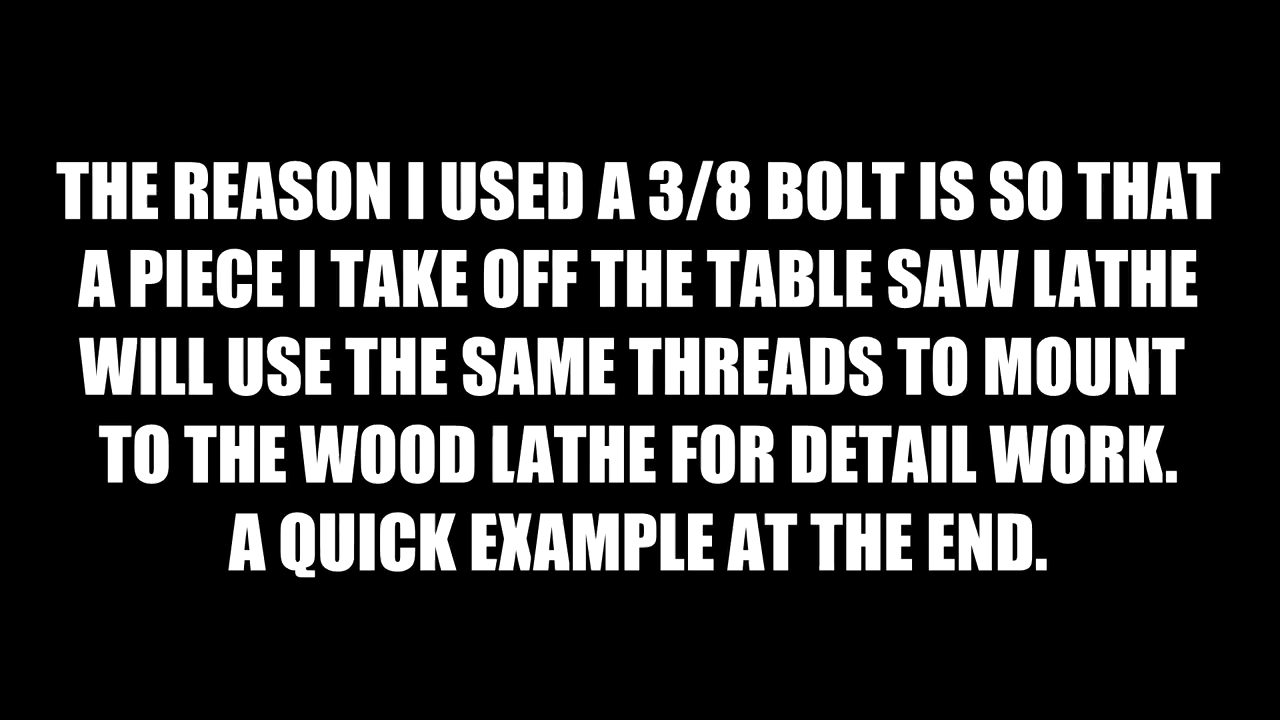 THE REASON I USED A 3/8 BOLT IS SO THAT
A PIECE I TAKE OFF THE TABLE SAW LATHE
WILL USE THE SAME THREADS TO MOUNT
TO THE WOOD LATHE FOR DETAIL WORK.
A QUICK EXAMPLE AT THE END.